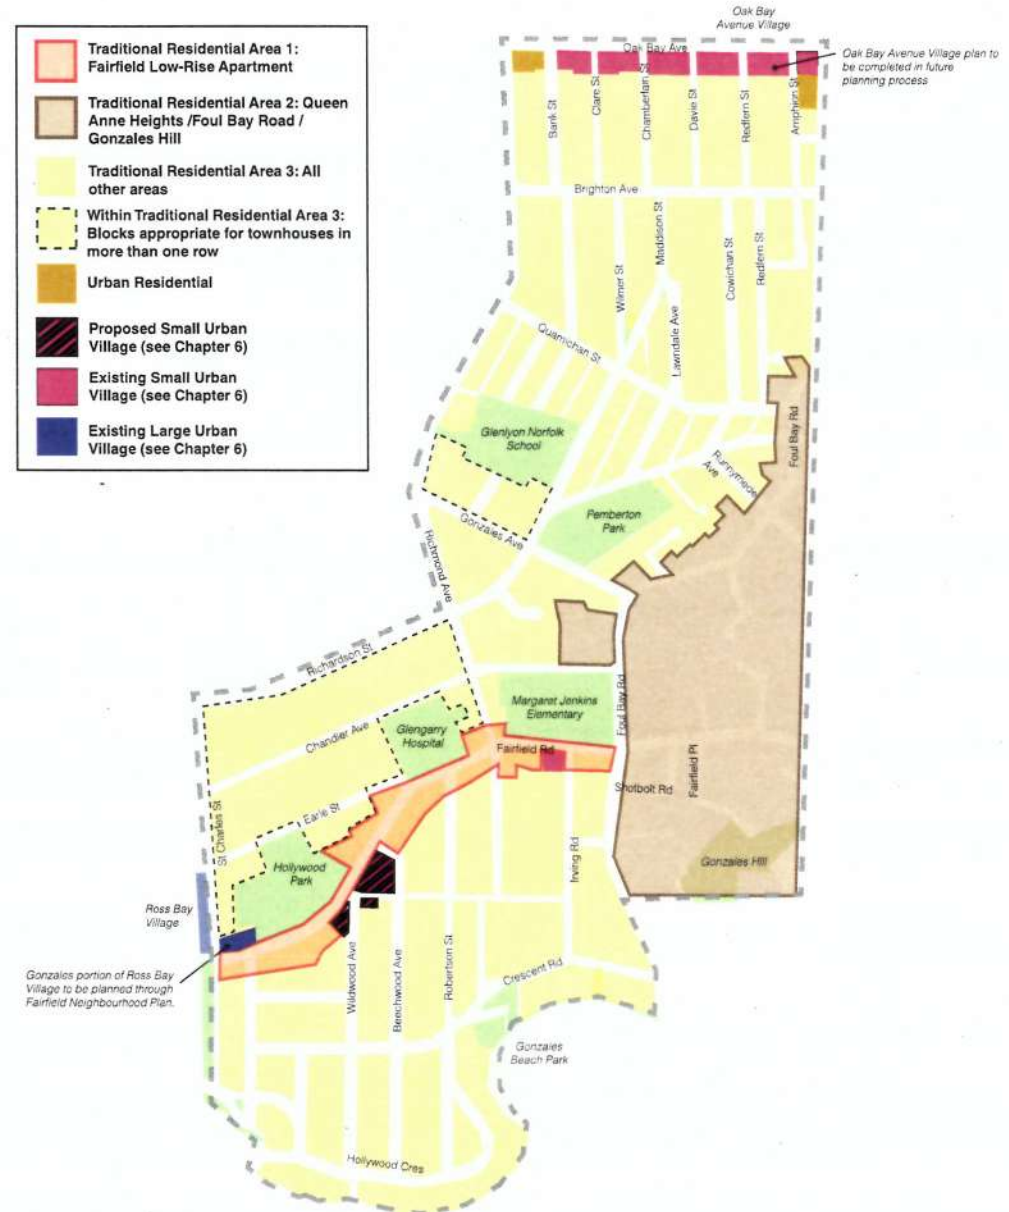 Traditional Residential Area 1:
Fairfield Low-Rise Apartment
Traditional Residential Area 2: Queen
Anne Heights /Foul Bay Road /
Gonzales Hill
Traditional Residential Area 3: All
other areas
Within Traditional Residential Area 3:
Blocks appropriate for townhouses in
more than one row
Urban Residential
Proposed Small Urban
Village (see Chapter 6)
Existing Small Urban
Village (see Chapter 6)
Existing Large Urban
Village (see Chapter 6)
Oak Bay
Avenue Village
Oak Bay Ave
Oak Bay Avenue Village plan to
be completed in future
planning process
Bank St
Clare St
Chamberlain St
Davie St
Redfern St
Amphion St
Brighton Ave
Wilmer St
Maddison St
Lawndale Ave
Cowichan St
Redfern St
Quamichan St
Glenlyon Norfolk
School
Foul Bay Rd
Runnymede
Ave
Pemberton
Park
Gonzales Ave
Richmond Ave
Richardson St
Chandler Ave
Glengarry
Hospital
Margaret Jenkins
Elementary
Foul Bay Rd
Fairfield Rd
Fairfield Pl
Shotbolt Rd
Earle St
St Charles St
Hollywood
Park
Irving Rd
Gonzales Hill
Ross Bay
Village
Gonzales portion of Ross Bay
Village to be planned through
Fairfield Neighbourhood Plan.
Wildwood Ave
Beechwood Ave
Robertson St
Crescent Rd
Gonzales
Beach Park
Hollywood Cres